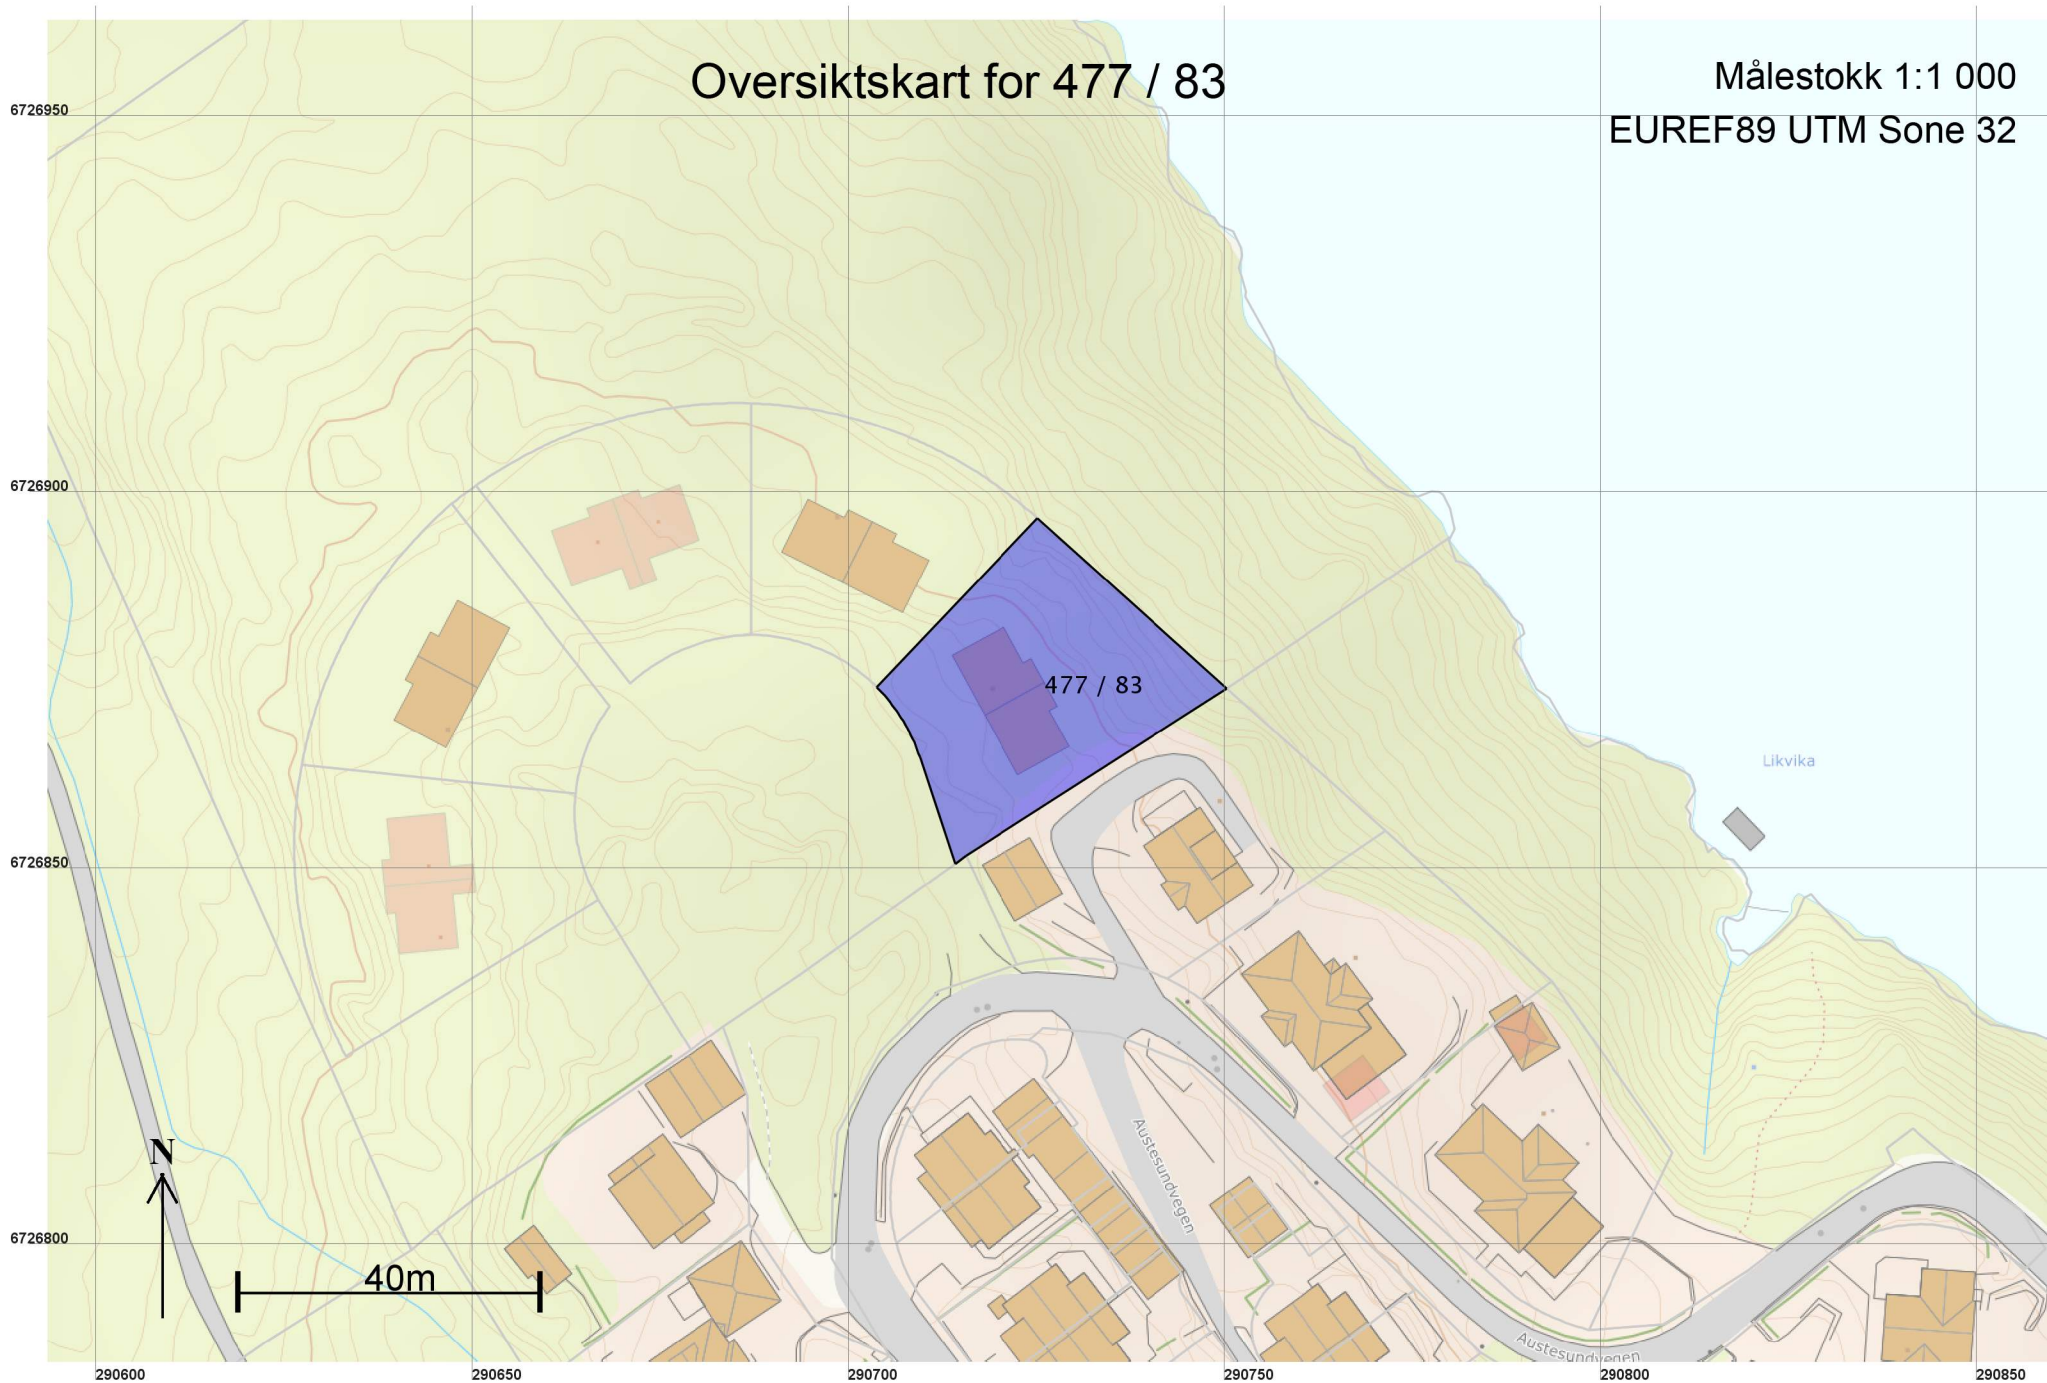 Oversiktskart for 477 / 83
Målestokk 1:1 000
EUREF89 UTM Sone 32
6726950
6726900
477 / 83
Likvika
6726850
Austesundvegen
N
6726800
40m
Austesundvegen
290600
290650
290700
290750
290800
290850